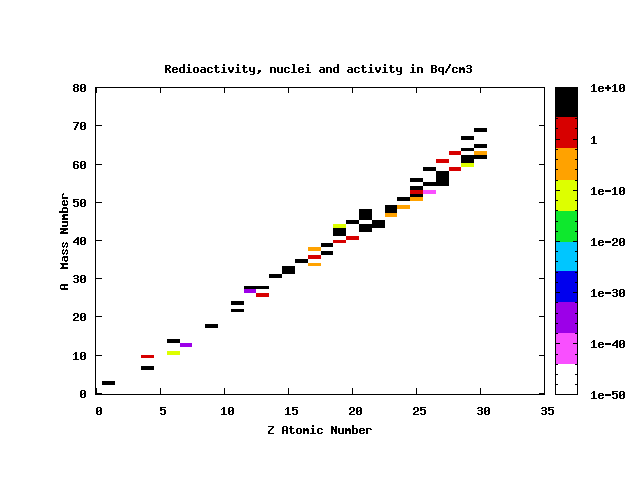 Redioactivity, nuclei and activity in Bq/cm3
80
70
60
50
40
30
20
10
0
A  Mass Number
0 5 10 15 20 25 30 35
Z Atomic Number
1e+10
1
1e-10
1e-20
1e-30
1e-40
1e-50